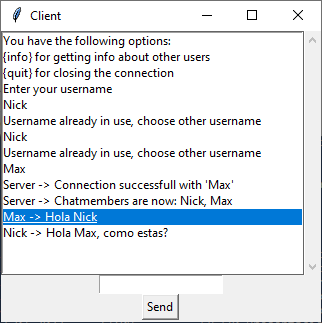 Client
You have the following options:
{info} for getting info about other users
{quit} for closing the connection
Enter your username
Nick
Username already in use, choose other username
Nick
Username already in use, choose other username
Max
Server -> Connection successfull with 'Max'
Server -> Chatmembers are now: Nick, Max
Max -> Hola Nick
Nick -> Hola Max, como estas?
Send